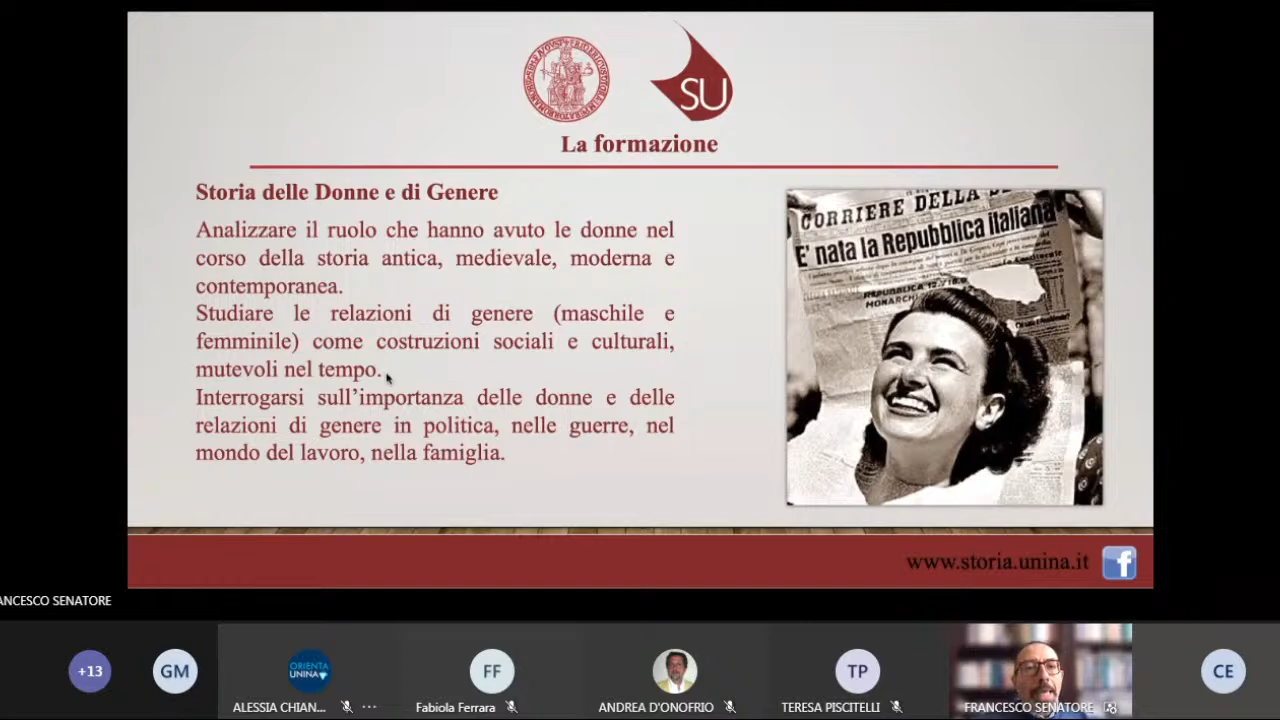 SU
La formazione
Storia delle Donne e di Genere
Analizzare il ruolo che hanno avuto le donne nel
corso della storia antica, medievale, moderna e
contemporanea.
Studiare le relazioni di genere (maschile e
femminile) come costruzioni sociali e culturali,
mutevoli nel tempo.
Interrogarsi sull'importanza delle donne e delle
relazioni di genere in politica, nelle guerre, nel
mondo del lavoro, nella famiglia.
CORRIERE DELLA
E' nata la Repubblica italiana
REPUBBLICA
MONARCHI
www.storia.unina.it
f
ANCESCO SENATORE
+13
GM
ORIENTA
UNINA
ALESSIA CHIAN...
FF
Fabiola Ferrara
ANDREA D'ONOFRIO
TP
TERESA PISCITELLI
FRANCESCO SENATORE
CE